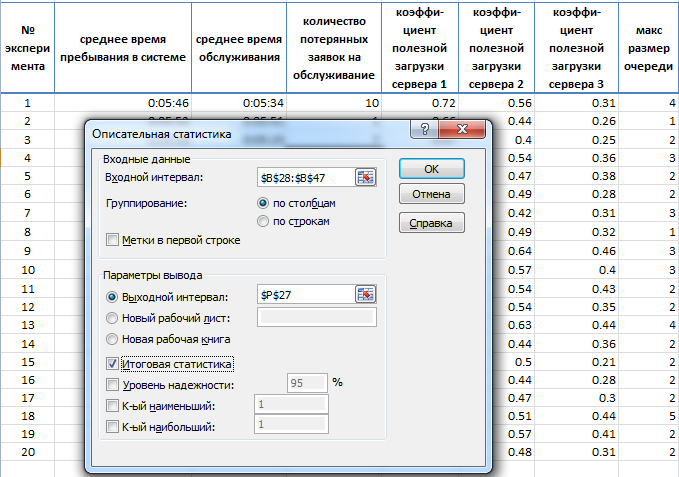 № экспери мента | среднее время пребывания в системе | среднее время обслуживания | количество потерянных заявок на обслуживание | коэффи-циент полезной загрузки сервера 1 | коэффи-циент полезной загрузки сервера 2 | коэффи-циент полезной загрузки сервера 3 | макс размер очереди
1 0:05:46 0:05:34 10 0.72 0.56 0.31 4
2 0.44 0.26 1
3 0.4 0.25 2
4 0.54 0.36 3
5 0.47 0.38 2
6 0.49 0.28 2
7 0.42 0.31 3
8 0.49 0.32 1
9 0.64 0.46 3
10 0.57 0.4 3
11 0.54 0.43 2
12 0.54 0.35 2
13 0.63 0.44 4
14 0.44 0.36 2
15 0.5 0.21 2
16 0.44 0.28 2
17 0.47 0.3 2
18 0.51 0.44 5
19 0.57 0.41 2
20 0.48 0.31 2
Описательная статистика
Входные данные
Входной интервал: $B$28:$B$47
Группирование: по столбцам
по строкам
Метки в первой строке
Параметры вывода
Выходной интервал: $P$27
Новый рабочий лист:
Новая рабочая книга
Итоговая статистика
Уровень надежности: 95 %
К-ый наименьший: 1
К-ый наибольший: 1
OK
Отмена
Справка